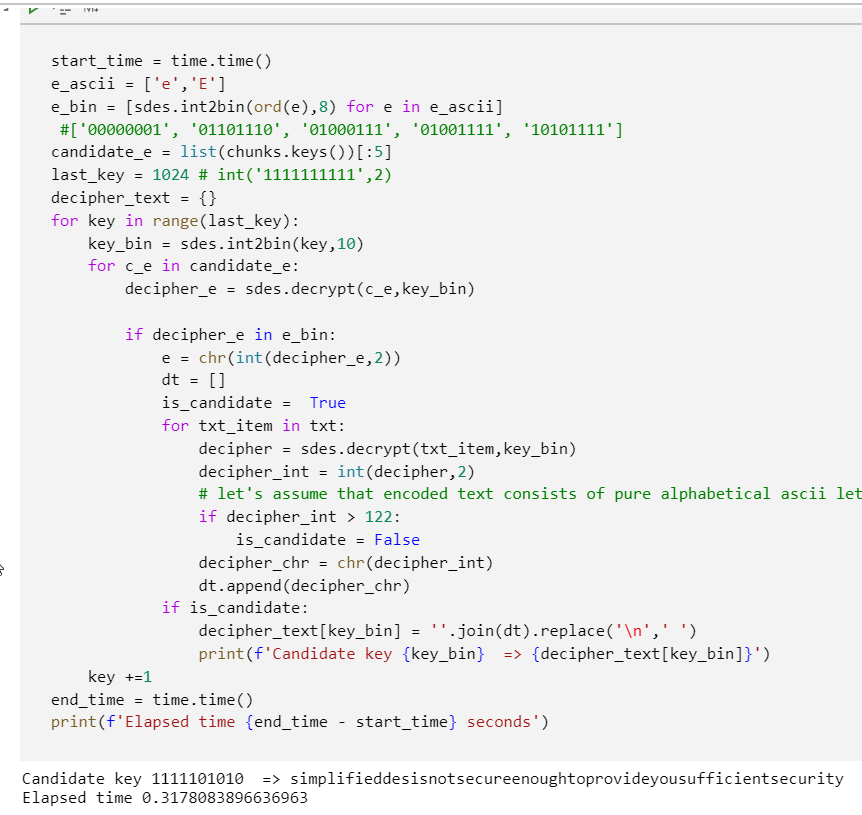 start_time = time.time()
e_ascii = ['e','E']
e_bin = [sdes.int2bin(ord(e),8) for e in e_ascii]
 #['00000001', '01101110', '01000111', '01001111', '10101111']
candidate_e = list(chunks.keys())[:5]
last_key = 1024 # int('1111111111',2)
decipher_text = {}
for key in range(last_key):
    key_bin = sdes.int2bin(key,10)
    for c_e in candidate_e:
        decipher_e = sdes.decrypt(c_e,key_bin)
        if decipher_e in e_bin:
            e = chr(int(decipher_e,2))
            dt = []
            is_candidate =  True
            for txt_item in txt:
                decipher = sdes.decrypt(txt_item,key_bin)
                decipher_int = int(decipher,2)
                # let's assume that encoded text consists of pure alphabetical ascii let
                if decipher_int > 122:
                    is_candidate = False
                decipher_chr = chr(decipher_int)
                dt.append(decipher_chr)
            if is_candidate:
                decipher_text[key_bin] = ''.join(dt).replace('\n',' ')
                print(f'Candidate key {key_bin}  => {decipher_text[key_bin]}')
    key +=1
end_time = time.time()
print(f'Elapsed time {end_time - start_time} seconds')
Candidate key 1111101010  => simplifieddesisnotsecureenoughtoprovideyousufficientsecurity
Elapsed time 0.3178083896636963